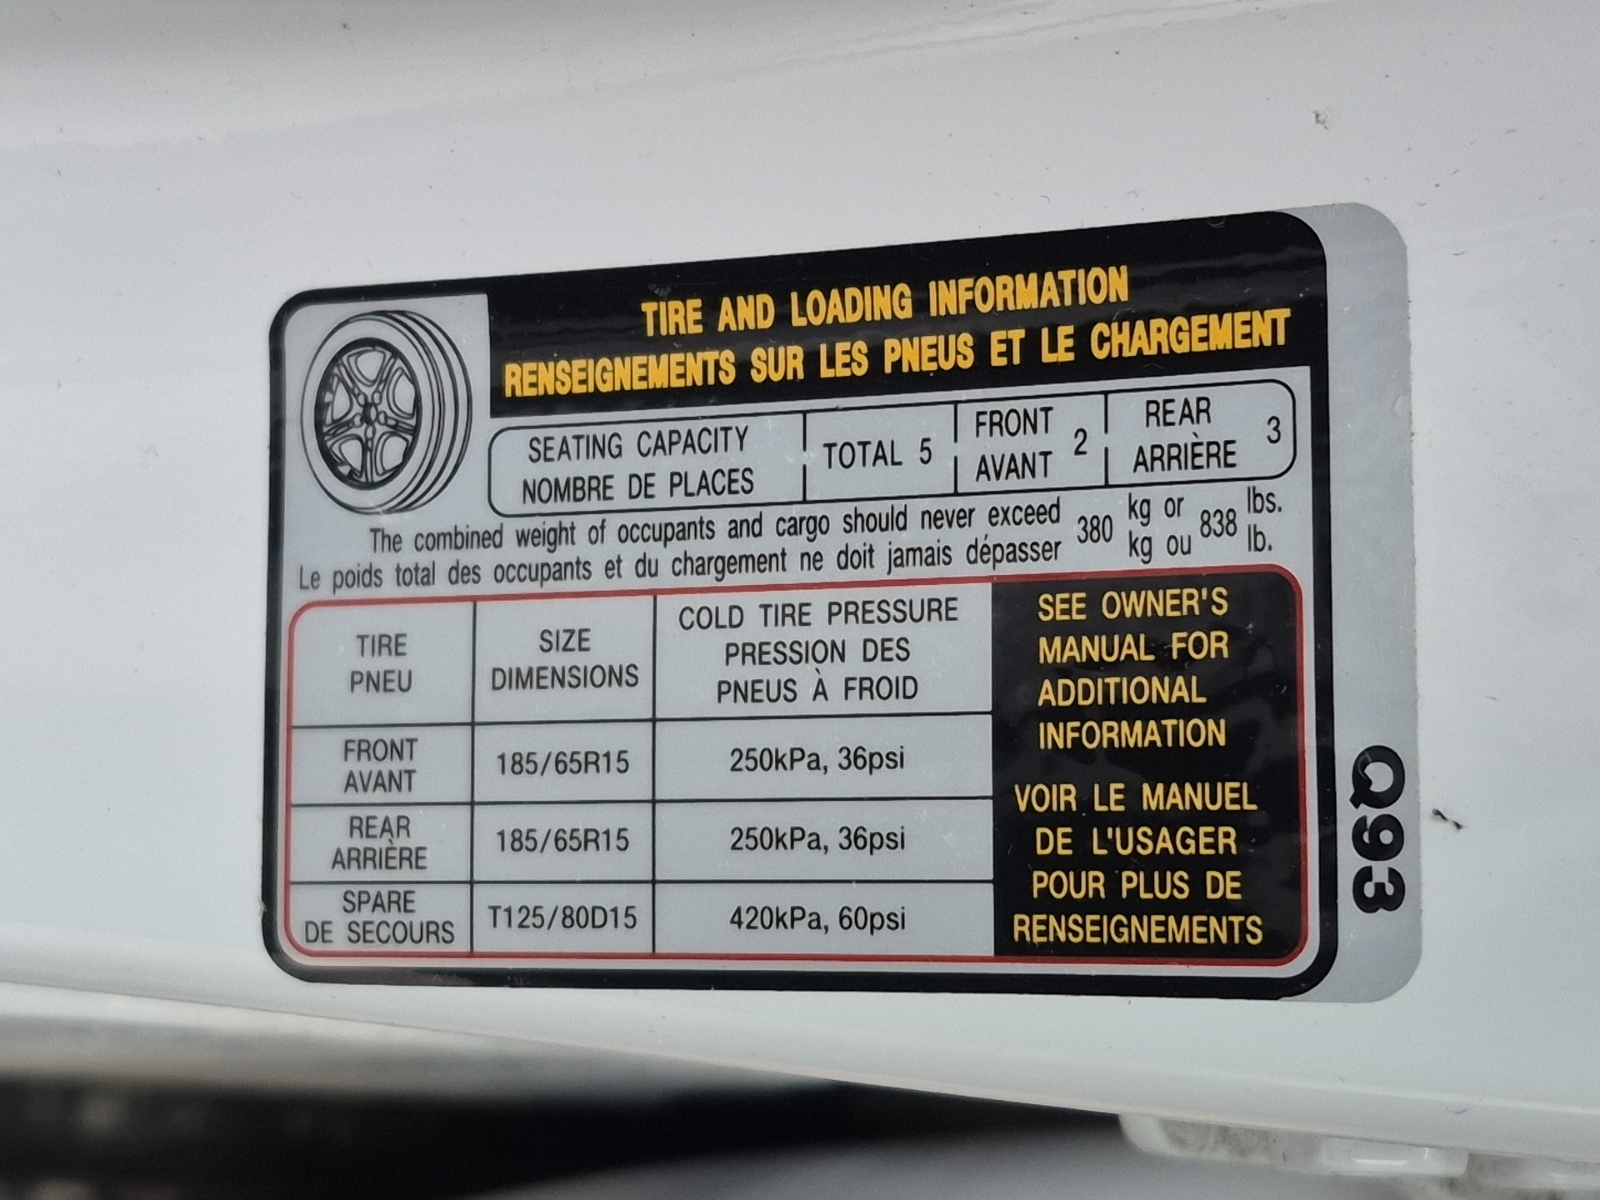 TIRE AND LOADING INFORMATION
RENSEIGNEMENTS SUR LES PNEUS ET LE CHARGEMENT
SEATING CAPACITY
NOMBRE DE PLACES
TOTAL 5
FRONT
AVANT
2
REAR
ARRIÈRE
3
The combined weight of occupants and cargo should never exceed 380 kg or 838 lbs.
Le poids total des occupants et du chargement ne doit jamais dépasser kg ou lb.
TIRE
PNEU
SIZE
DIMENSIONS
COLD TIRE PRESSURE
PRESSION DES
PNEUS À FROID
FRONT
AVANT
185/65R15
250kPa, 36psi
REAR
ARRIÈRE
185/65R15
250kPa, 36psi
SPARE
DE SECOURS
T125/80D15
420kPa, 60psi
SEE OWNER'S
MANUAL FOR
ADDITIONAL
INFORMATION
VOIR LE MANUEL
DE L'USAGER
POUR PLUS DE
RENSEIGNEMENTS
Q93